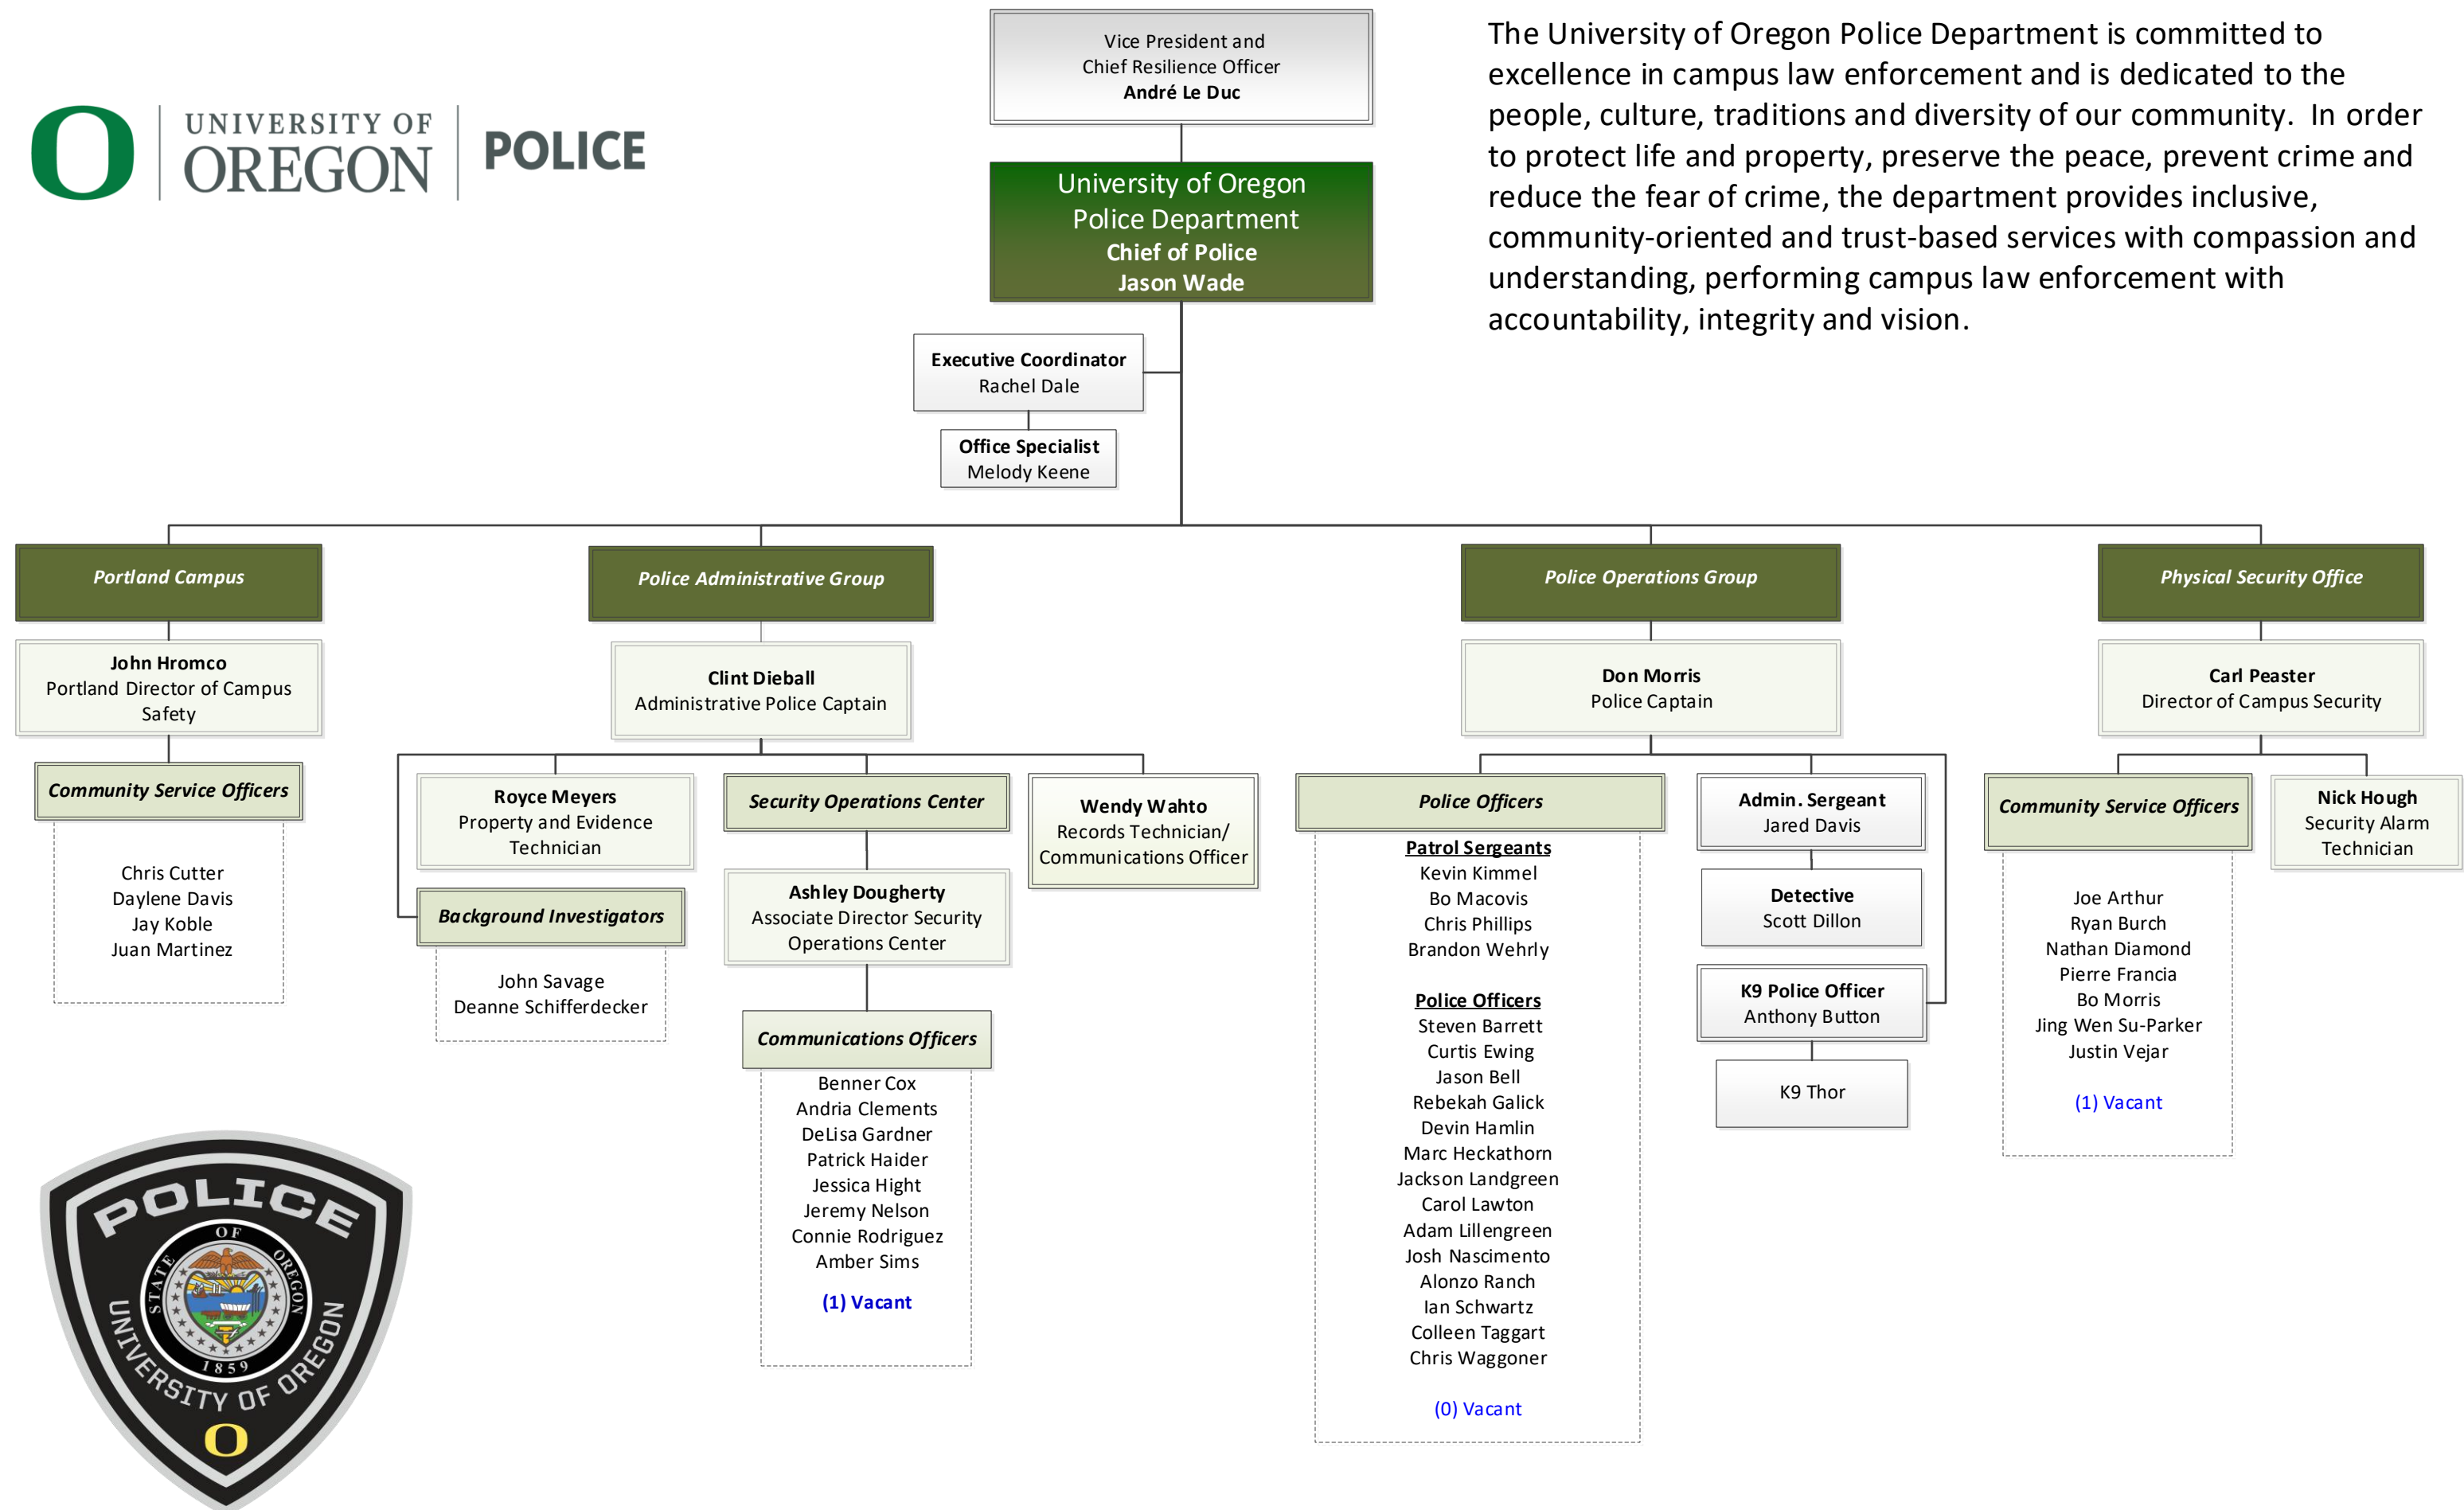 UNIVERSITY OF
OREGON
POLICE
Vice President and
Chief Resilience Officer
André Le Duc
The University of Oregon Police Department is committed to
excellence in campus law enforcement and is dedicated to the
people, culture, traditions and diversity of our community.  In order
to protect life and property, preserve the peace, prevent crime and
reduce the fear of crime, the department provides inclusive,
community-oriented and trust-based services with compassion and
understanding, performing campus law enforcement with
accountability, integrity and vision.
University of Oregon
Police Department
Chief of Police
Jason Wade
Executive Coordinator
Rachel Dale
Office Specialist
Melody Keene
Portland Campus
John Hromco
Portland Director of Campus
Safety
Community Service Officers
Chris Cutter
Daylene Davis
Jay Koble
Juan Martinez
Police Administrative Group
Clint Dieball
Administrative Police Captain
Royce Meyers
Property and Evidence
Technician
Background Investigators
John Savage
Deanne Schifferdecker
Security Operations Center
Ashley Dougherty
Associate Director Security
Operations Center
Communications Officers
Benner Cox
Andria Clements
DeLisa Gardner
Patrick Haider
Jessica Hight
Jeremy Nelson
Connie Rodriguez
Amber Sims
(1) Vacant
Wendy Wahto
Records Technician/
Communications Officer
Police Operations Group
Don Morris
Police Captain
Police Officers
Patrol Sergeants
Kevin Kimmel
Bo Macovis
Chris Phillips
Brandon Wehrly
Police Officers
Steven Barrett
Curtis Ewing
Jason Bell
Rebekah Galick
Devin Hamlin
Marc Heckathorn
Jackson Landgreen
Carol Lawton
Adam Lillengreen
Josh Nascimento
Alonzo Ranch
Ian Schwartz
Colleen Taggart
Chris Waggoner
(0) Vacant
Admin. Sergeant
Jared Davis
Detective
Scott Dillon
K9 Police Officer
Anthony Button
K9 Thor
Physical Security Office
Carl Peaster
Director of Campus Security
Community Service Officers
Joe Arthur
Ryan Burch
Nathan Diamond
Pierre Francia
Bo Morris
Jing Wen Su-Parker
Justin Vejar
(1) Vacant
Nick Hough
Security Alarm
Technician
POLICE
STATE OF OREGON
1859
UNIVERSITY OF OREGON
O